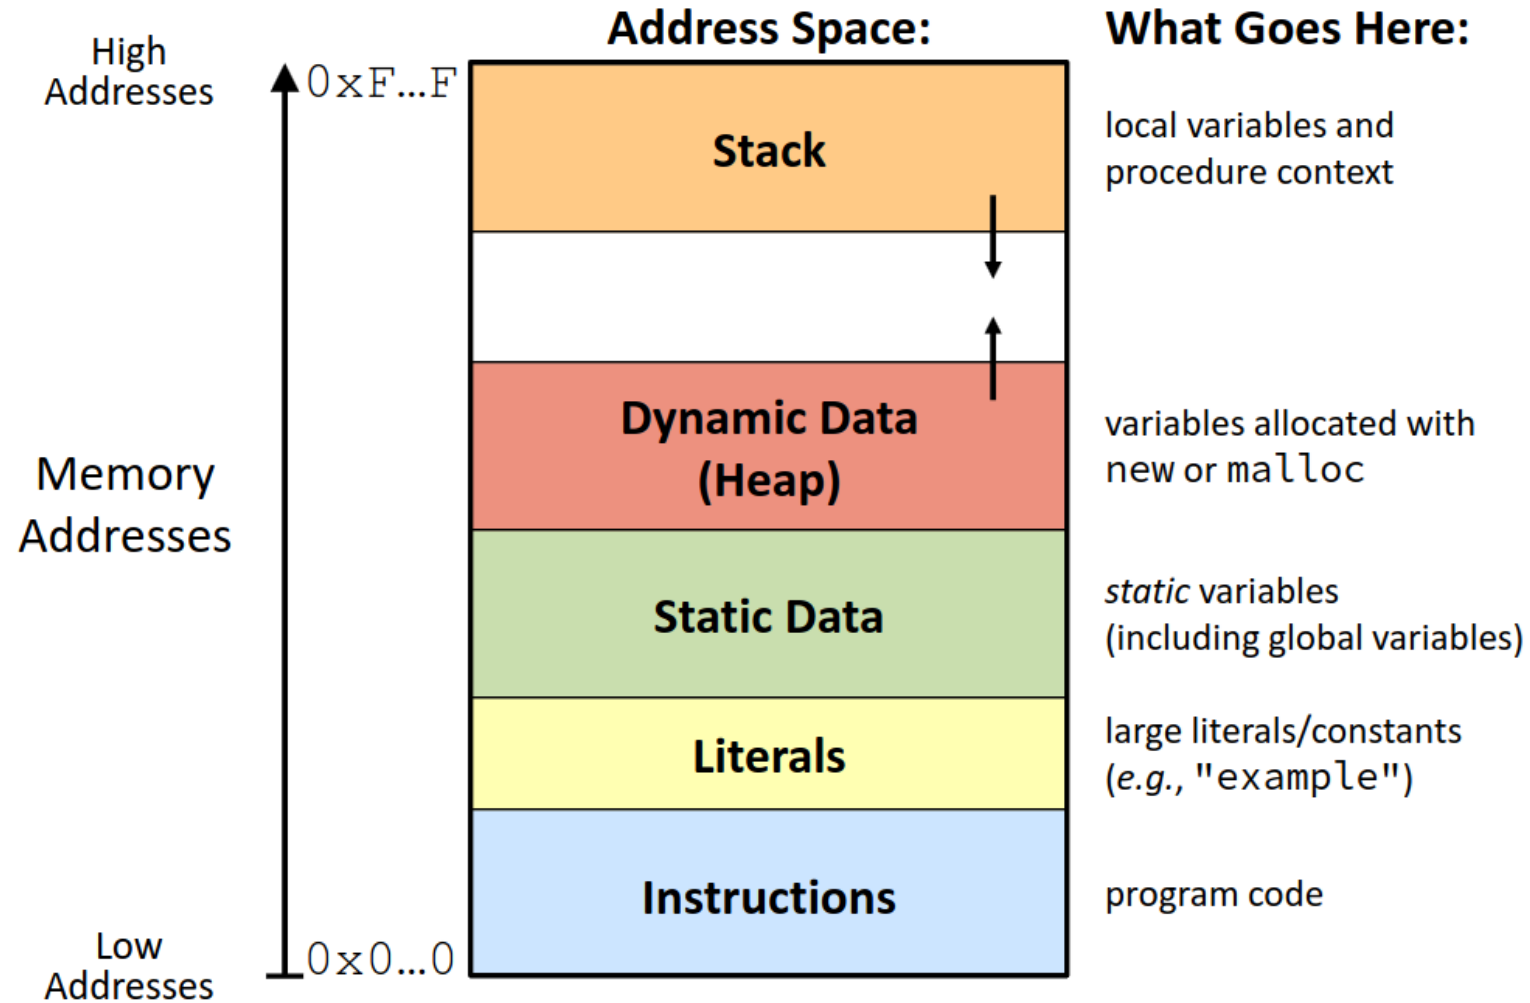 Address Space:
What Goes Here:
High
Addresses
0xF...F
Stack
local variables and
procedure context
Dynamic Data
(Heap)
variables allocated with
new or malloc
Memory
Addresses
Static Data
static variables
(including global variables)
Literals
large literals/constants
(e.g., "example")
Instructions
program code
Low
Addresses
0x0...0